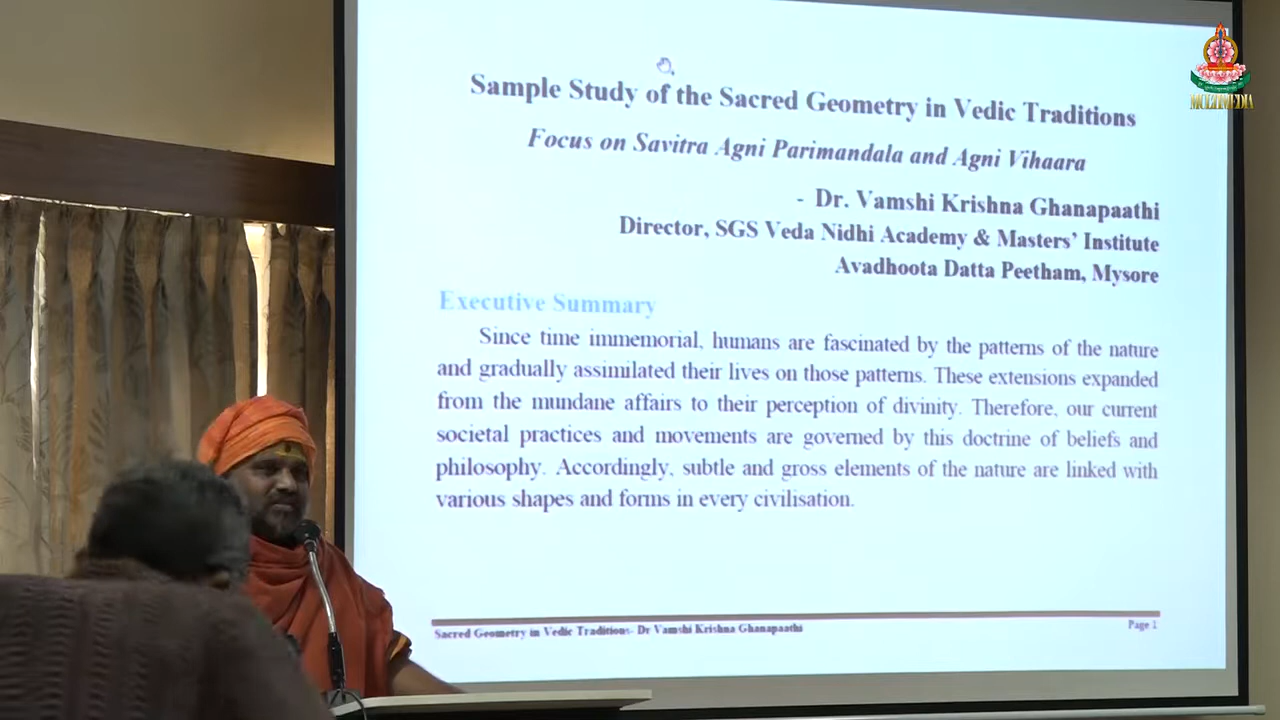 Sample Study of the Sacred Geometry in Vedic Traditions
Focus on Savitra Agni Parimandala and Agni Vihaara
- Dr. Vamshi Krishna Ghanapaathi
Director, SGS Veda Nidhi Academy & Masters' Institute
Avadhoota Datta Peetham, Mysore
Executive Summary
Since time immemorial, humans are fascinated by the patterns of the nature
and gradually assimilated their lives on those patterns. These extensions expanded
from the mundane affairs to their perception of divinity. Therefore, our current
societal practices and movements are governed by this doctrine of beliefs and
philosophy. Accordingly, subtle and gross elements of the nature are linked with
various shapes and forms in every civilisation.
Sacred Geometry in Vedic Traditions- Dr Vamshi Krishna Ghanapaathi
Page 1
MULTIMEDIA